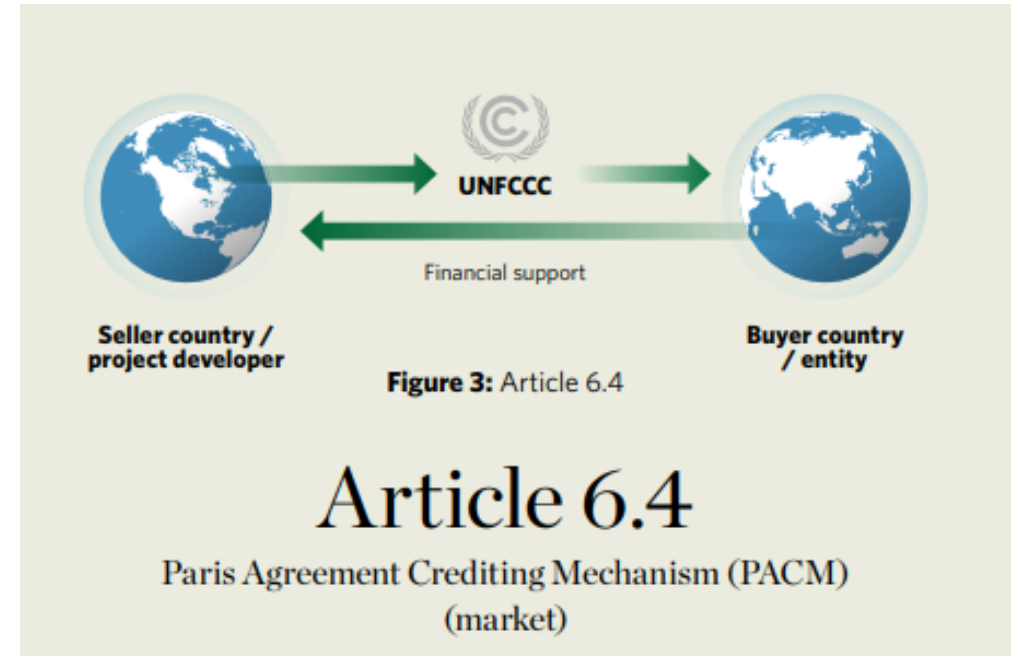 UNFCCC
Financial support
Seller country /
project developer
Buyer country
/ entity
Figure 3: Article 6.4
Article 6.4
Paris Agreement Crediting Mechanism (PACM)
(market)